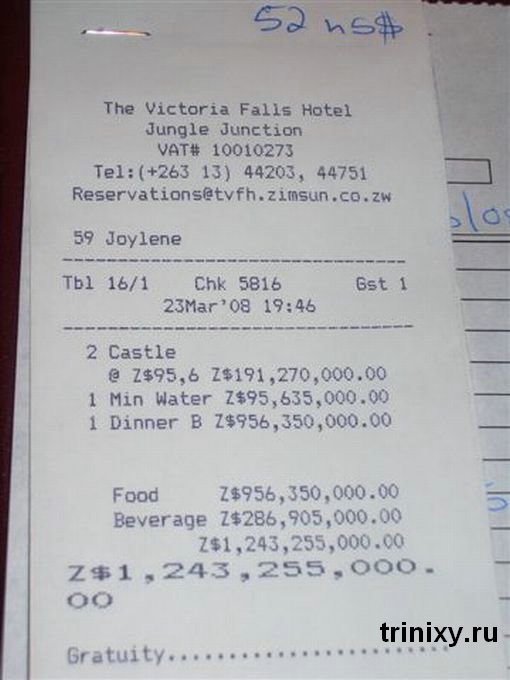 52 us$
The Victoria Falls Hotel
Jungle Junction
VAT# 10010273
Tel:(+263 13) 44203, 44751
Reservations@tvfh.zimsun.co.zw
59 Joylene
Tbl 16/1 Chk 5816 Gst 1
23Mar'08 19:46
2 Castle
@ Z$95,6 Z$191,270,000.00
1 Min Water Z$95,635,000.00
1 Dinner B Z$956,350,000.00
Food Z$956,350,000.00
Beverage Z$286,905,000.00
Z$1,243,255,000.00
Z$1,243,255,000.
00
Gratuity........................
trinixy.ru